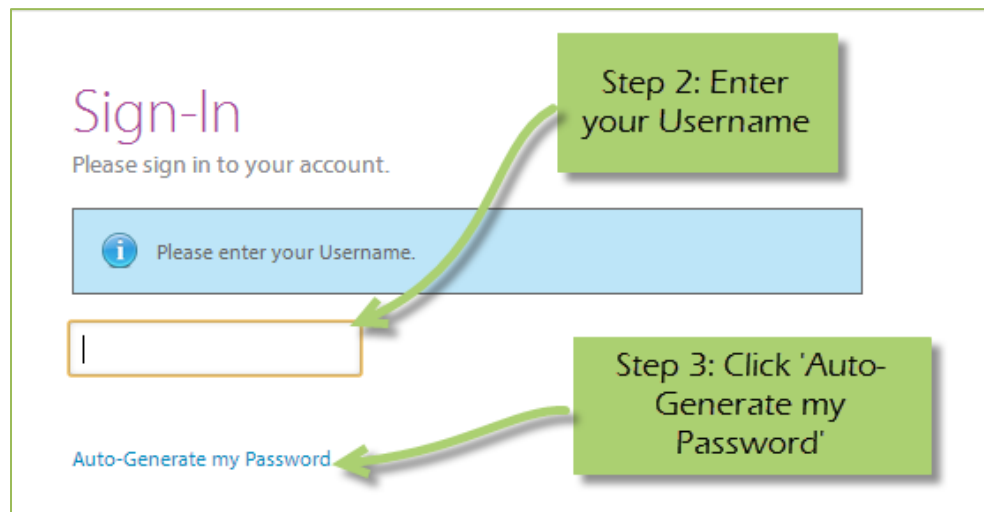 Sign-In
Please sign in to your account.
Step 2: Enter
your Username
Please enter your Username.
Step 3: Click 'Auto-
Generate my
Password'
Auto-Generate my Password